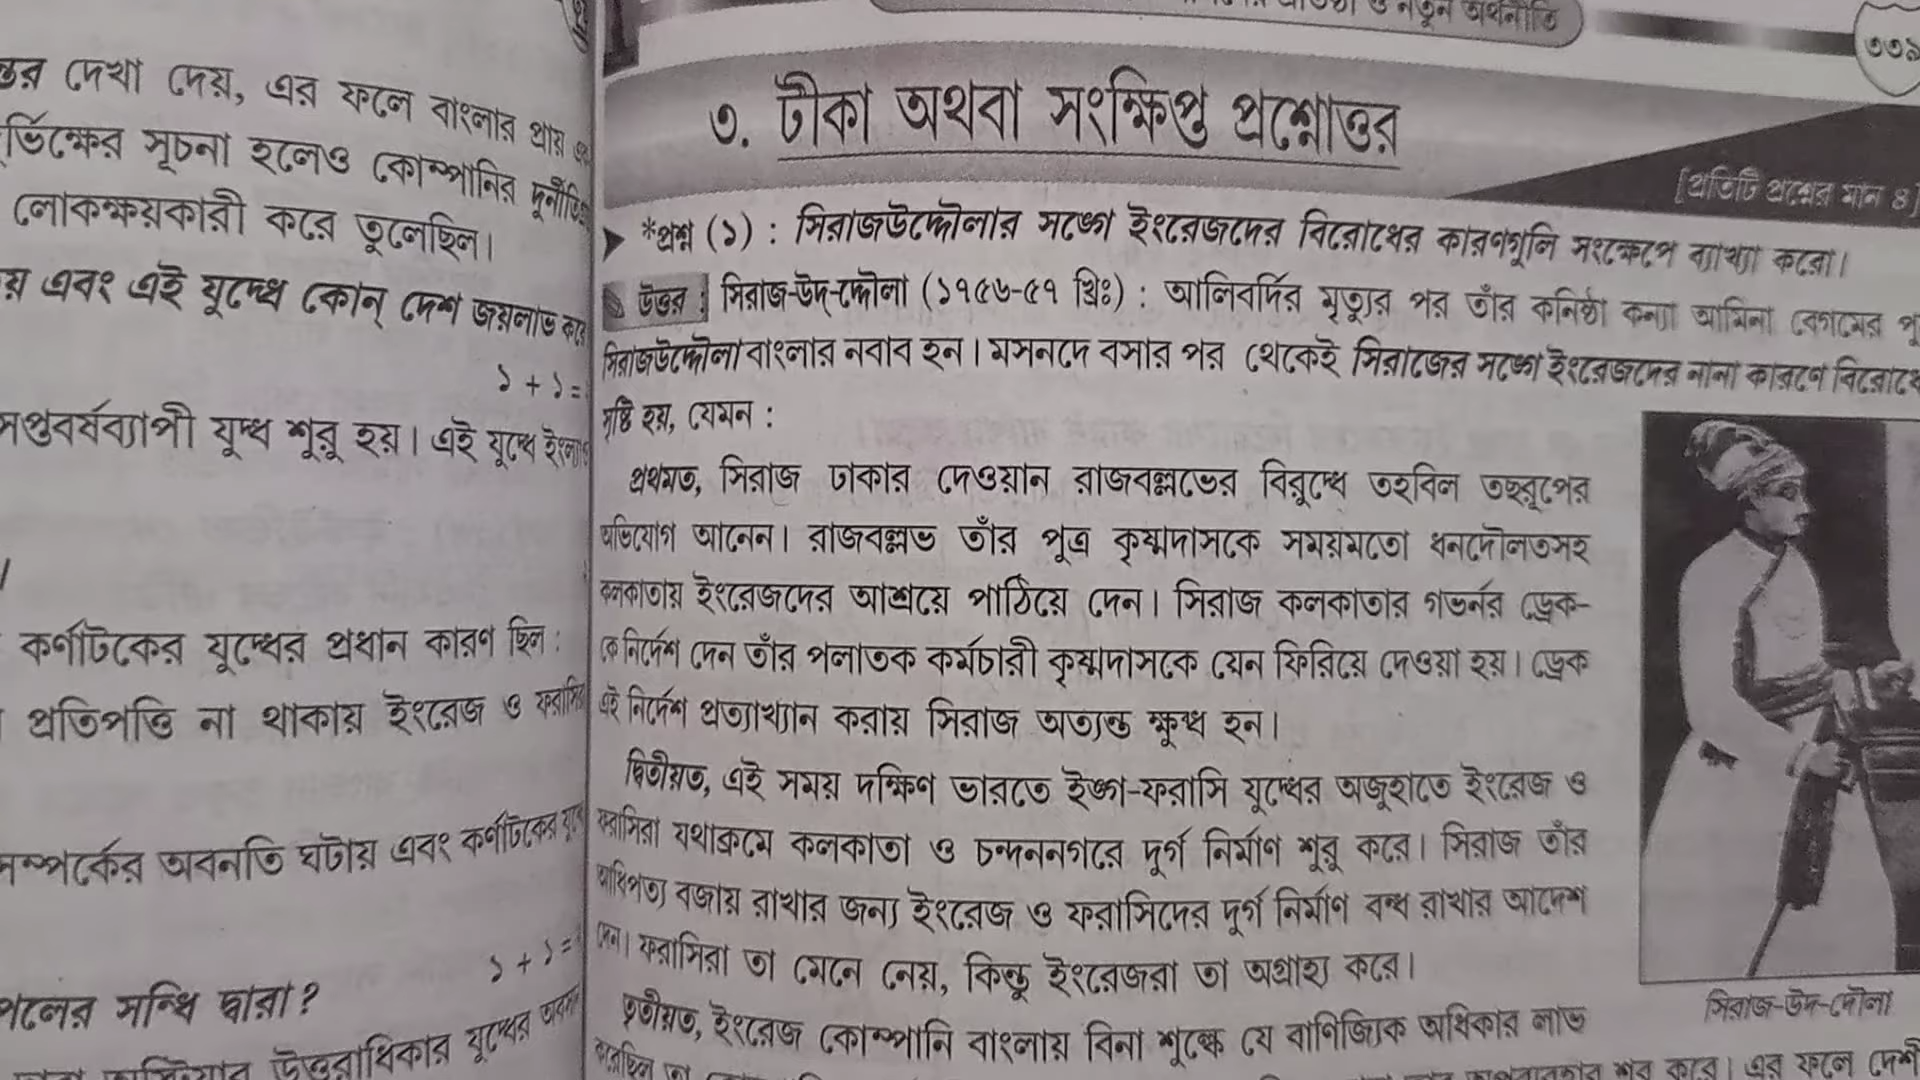 ন্তর দেখা দেয়, এর ফলে বাংলার প্রায়
র্ভিক্ষের সূচনা হলেও কোম্পানির
লোকক্ষয়কারী করে তুলেছিল।
য় এবং এই যুদ্ধে কোন্ দেশ জয়লাভ করে
১ + ১ =
সপ্তবর্ষব্যাপী যুদ্ধ শুরু হয়। এই যুদ্ধে
কর্ণাটকের যুদ্ধের প্রধান কারণ ছিল :
প্রতিপত্তি না থাকায় ইংরেজ ও ফরাসি
সম্পর্কের অবনতি ঘটায় এবং কর্ণাটকের
১ + ১ =
পলের সন্ধি দ্বারা?
উত্তরাধিকার যুদ্ধের
ও নতুন অর্থনীতি
৩৩৯
৩. টীকা অথবা সংক্ষিপ্ত প্রশ্নোত্তর
[প্রতিটি প্রশ্নের মান ৪]
*প্রশ্ন (১) : সিরাজউদ্দৌলার সঙ্গে ইংরেজদের বিরোধের কারণগুলি সংক্ষেপে ব্যাখ্যা করো।
উত্তর : সিরাজ-উদ্-দ্দৌলা (১৭৫৬-৫৭ খ্রিঃ) : আলিবর্দির মৃত্যুর পর তাঁর কনিষ্ঠা কন্যা আমিনা বেগমের
সিরাজউদ্দৌলা বাংলার নবাব হন। মসনদে বসার পর থেকেই সিরাজের সঙ্গে ইংরেজদের নানা কারণে বিরোধে
সৃষ্টি হয়, যেমন :
প্রথমত, সিরাজ ঢাকার দেওয়ান রাজবল্লভের বিরুদ্ধে তহবিল তছরূপের
অভিযোগ আনেন। রাজবল্লভ তাঁর পুত্র কৃষ্ণদাসকে সময়মতো ধনদৌলতসহ
কলকাতায় ইংরেজদের আশ্রয়ে পাঠিয়ে দেন। সিরাজ কলকাতার গভর্নর ড্রেক-
কে নির্দেশ দেন তাঁর পলাতক কর্মচারী কৃষ্ণদাসকে যেন ফিরিয়ে দেওয়া হয়। ড্রেক
এই নির্দেশ প্রত্যাখ্যান করায় সিরাজ অত্যন্ত ক্ষুব্ধ হন।
দ্বিতীয়ত, এই সময় দক্ষিণ ভারতে ইঙ্গ-ফরাসি যুদ্ধের অজুহাতে ইংরেজ ও
ফরাসিরা যথাক্রমে কলকাতা ও চন্দননগরে দুর্গ নির্মাণ শুরু করে। সিরাজ তাঁর
আধিপত্য বজায় রাখার জন্য ইংরেজ ও ফরাসিদের দুর্গ নির্মাণ বন্ধ রাখার আদেশ
দেন। ফরাসিরা তা মেনে নেয়, কিন্তু ইংরেজরা তা অগ্রাহ্য করে।
তৃতীয়ত, ইংরেজ কোম্পানি বাংলায় বিনা শুল্কে যে বাণিজ্যিক অধিকার লাভ
করেছিল তা শুরু করে। এর ফলে দেশী
সিরাজ-উদ-দৌলা